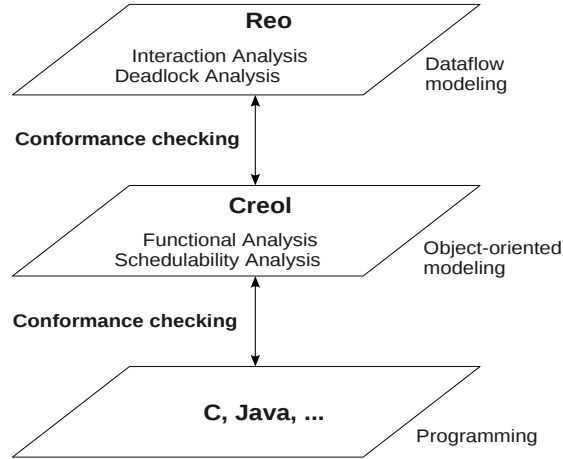 Reo
Interaction Analysis
Deadlock Analysis
Dataflow
modeling
Conformance checking
Creol
Functional Analysis
Schedulability Analysis
Object-oriented
modeling
Conformance checking
C, Java, ...
Programming